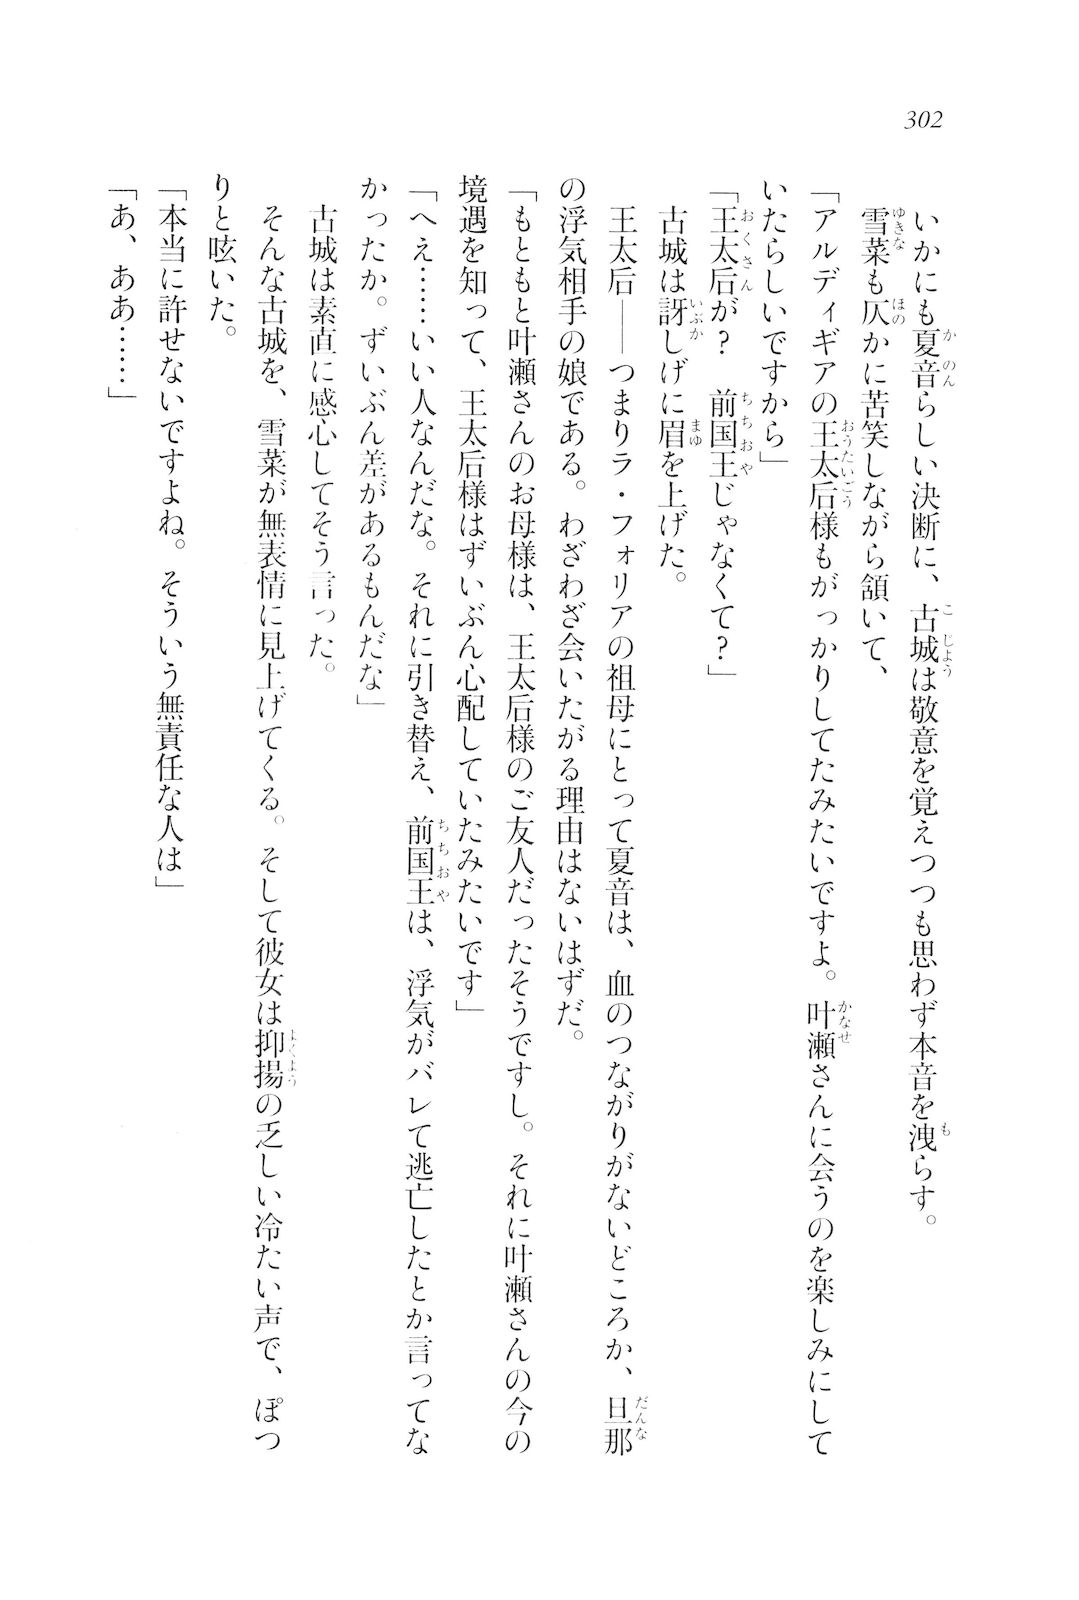 302
いかにも夏音らしい決断に、古城は敬意を覚えつつも思わず本音を洩らす。
雪菜も仄かに苦笑しながら頷いて、
「アルディギアの王太后様もがっかりしてたみたいですよ。叶瀬さんに会うのを楽しみにして
いたらしいですから」
「王太后が？　前国王じゃなくて？」
古城は訝しげに眉を上げた。
王太后――つまりラ・フォリアの祖母にとって夏音は、血のつながりがないどころか、旦那
の浮気相手の娘である。わざわざ会いたがる理由はないはずだ。
「もともと叶瀬さんのお母様は、王太后様のご友人だったそうですし。それに叶瀬さんの今の
境遇を知って、王太后様はずいぶん心配していたみたいです」
「へえ……いい人なんだな。それに引き替え、前国王は、浮気がバレて逃亡したとか言ってな
かったか。ずいぶん差があるもんだな」
古城は素直に感心してそう言った。
そんな古城を、雪菜が無表情に見上げてくる。そして彼女は抑揚の乏しい冷たい声で、ぽつ
りと呟いた。
「本当に許せないですよね。そういう無責任な人は」
「あ、ああ……」